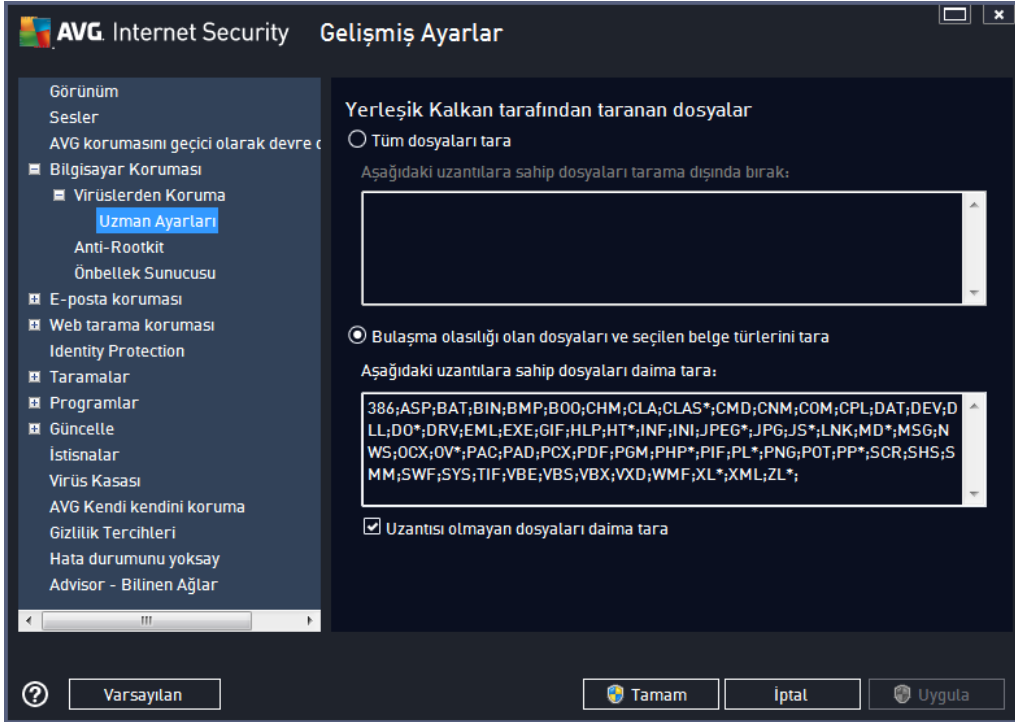 AVG. Internet Security Gelişmiş Ayarlar
Görünüm
Sesler
AVG korumasını geçici olarak devre
Bilgisayar Koruması
Virüslerden Koruma
Uzman Ayarları
Anti-Rootkit
Önbellek Sunucusu
E-posta koruması
Web tarama koruması
Identity Protection
Taramalar
Programlar
Güncelle
İstisnalar
Virüs Kasası
AVG Kendi kendini koruma
Gizlilik Tercihleri
Hata durumunu yoksay
Advisor - Bilinen Ağlar
Yerleşik Kalkan tarafından taranan dosyalar
Tüm dosyaları tara
Aşağıdaki uzantılara sahip dosyaları tarama dışında bırak:
Bulaşma olasılığı olan dosyaları ve seçilen belge türlerini tara
Aşağıdaki uzantılara sahip dosyaları daima tara:
386;ASP;BAT;BIN;BMP;BOO;CHM;CLA;CLAS*;CMD;CNM;COM;CPL;DAT;DEV;D
LL;DO*;DRV;EML;EXE;GIF;HLP;HT*;INF;INI;JPEG*;JPG;JS*;LNK;MD*;MSG;N
WS;OCX;OV*;PAC;PAD;PCX;PDF;PGM;PHP*;PIF;PL*;PNG;POT;PP*;SCR;SHS;S
MM;SWF;SYS;TIF;VBE;VBS;VBX;VXD;WMF;XL*;XML;ZL*;
Uzantısı olmayan dosyaları daima tara
Varsayılan
Tamam
İptal
Uygula